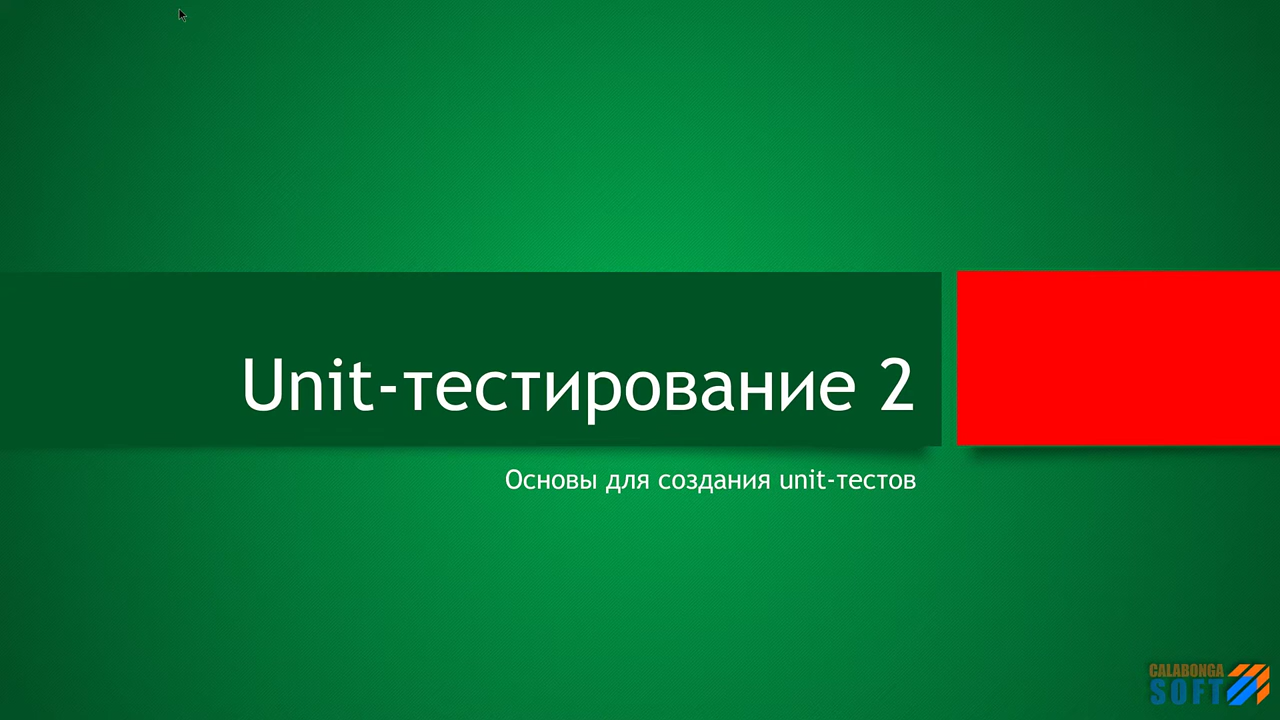 Unit-тестирование 2
Основы для создания unit-тестов
CALABONGA
SOFT